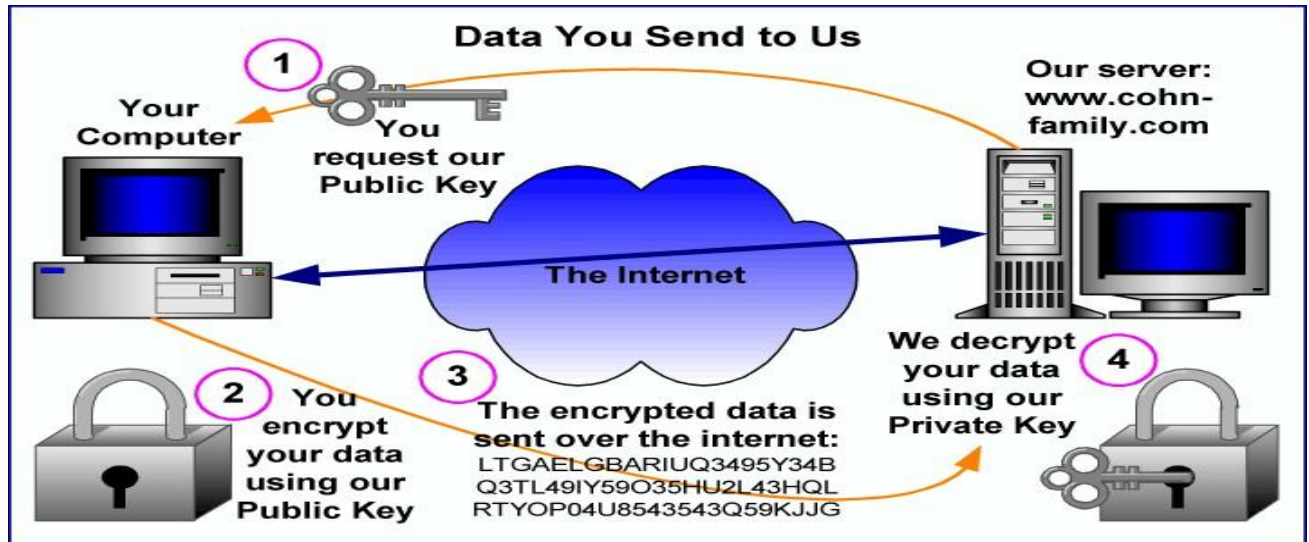 Data You Send to Us
1
Your
Computer
You
request our
Public Key
Our server:
www.cohn-
family.com
The Internet
2
You
encrypt
your data
using our
Public Key
3
The encrypted data is
sent over the internet:
LTGAELGBARIUQ3495Y34B
Q3TL49IY59O35HU2L43HQL
RTYOP04U8543543Q59KJJG
We decrypt
your data
using our
Private Key
4